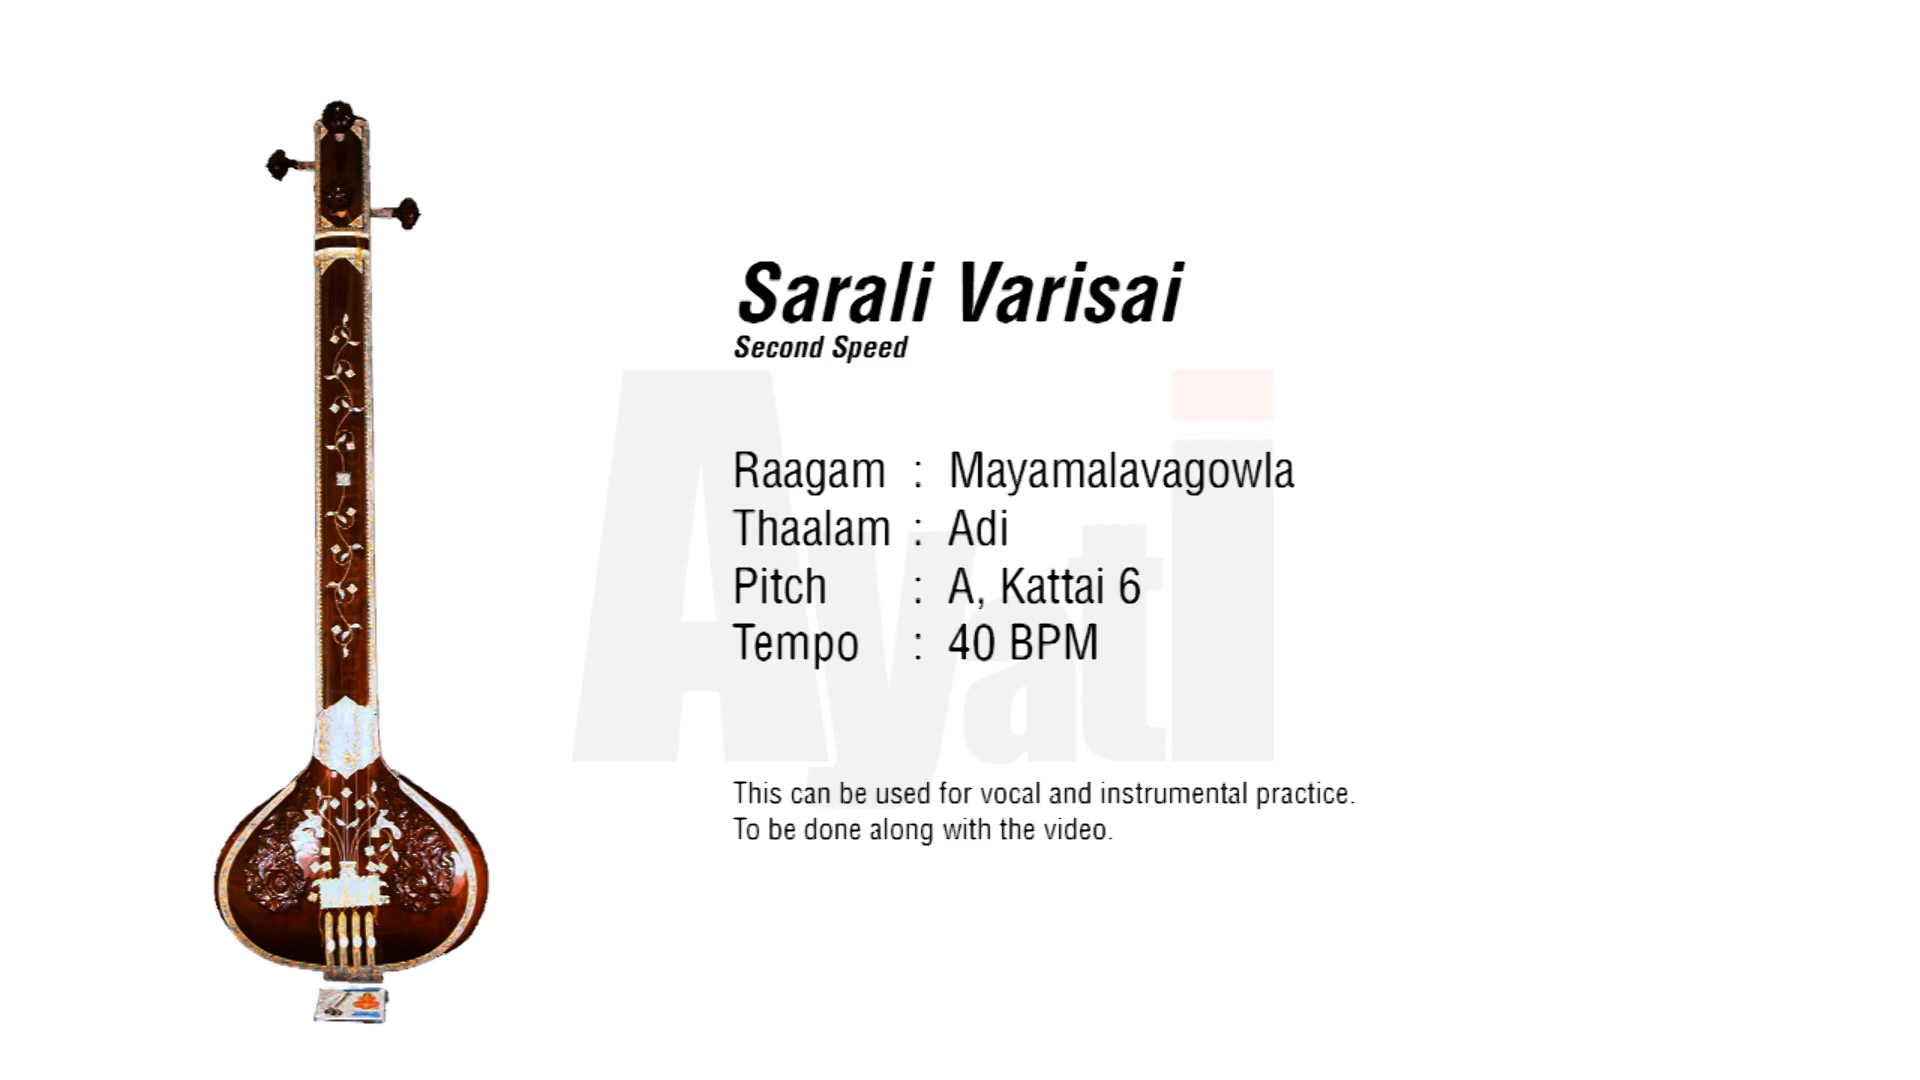 Sarali Varisai
Second Speed
Raagam : Mayamalavagowla
Thaalam : Adi
Pitch : A, Kattai 6
Tempo : 40 BPM
Ayati
This can be used for vocal and instrumental practice.
To be done along with the video.